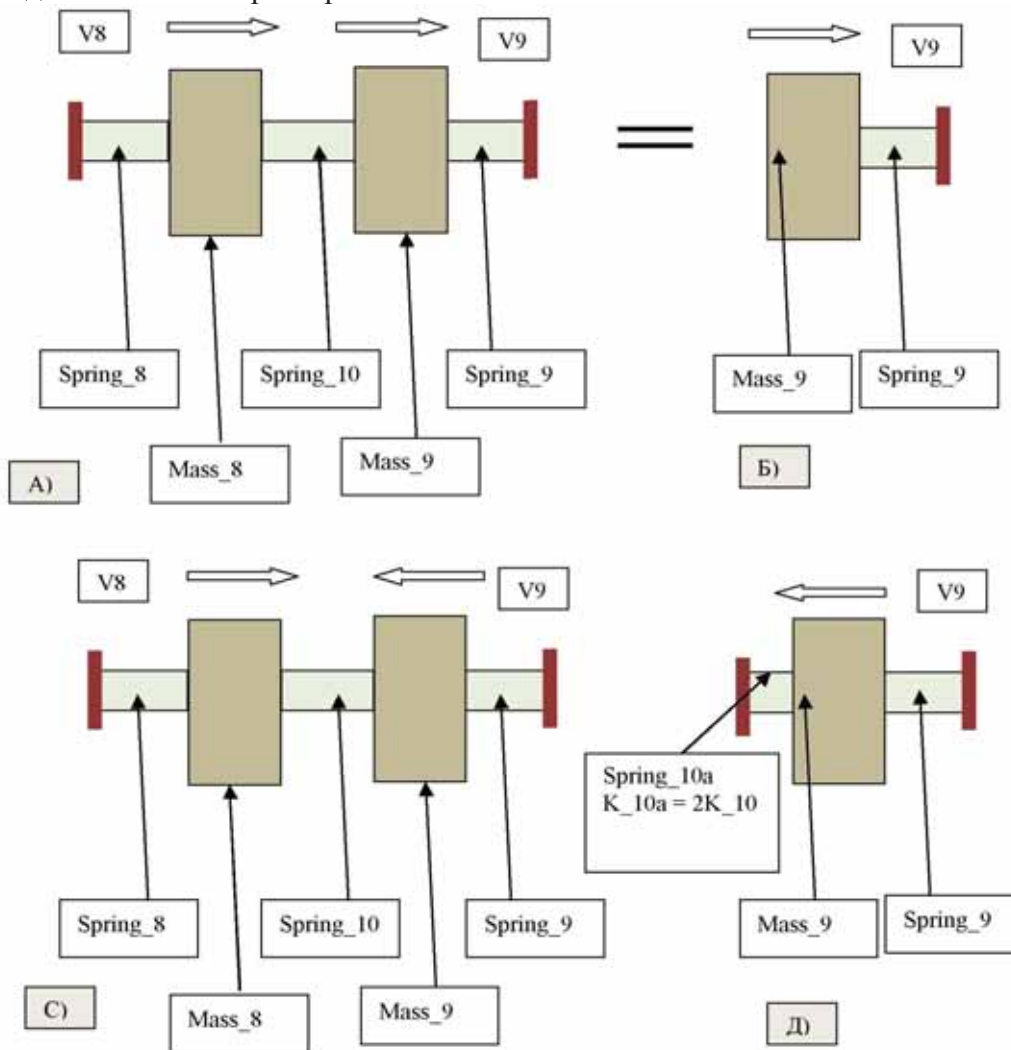 V8
V9
V9
Spring_8
Spring_10
Spring_9
Mass_9
Spring_9
Mass_8
Mass_9
А)
Б)
V8
V9
V9
Spring_10a
K_10a = 2K_10
Spring_8
Spring_10
Spring_9
Mass_9
Spring_9
С)
Mass_8
Mass_9
Д)